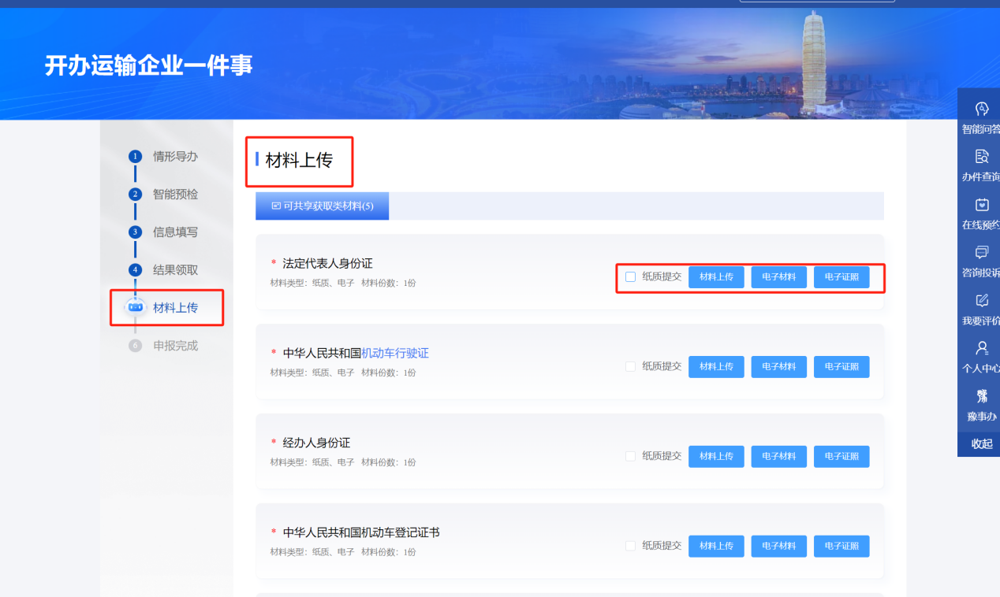 开办运输企业一件事
1 情形导办
2 智能预检
3 信息填写
4 结果领取
材料上传
6 申报完成
材料上传
可共享获取类材料(5)
* 法定代表人身份证
材料类型：纸质、电子 材料份数：1份
纸质提交 材料上传 电子材料 电子证照
* 中华人民共和国机动车行驶证
材料类型：纸质、电子 材料份数：1份
纸质提交 材料上传 电子材料 电子证照
* 经办人身份证
材料类型：纸质、电子 材料份数：1份
纸质提交 材料上传 电子材料 电子证照
* 中华人民共和国机动车登记证书
材料类型：纸质、电子 材料份数：1份
纸质提交 材料上传 电子材料 电子证照
智能问答
办件查询
在线预约
咨询投诉
我要评价
个人中心
豫事办
收起